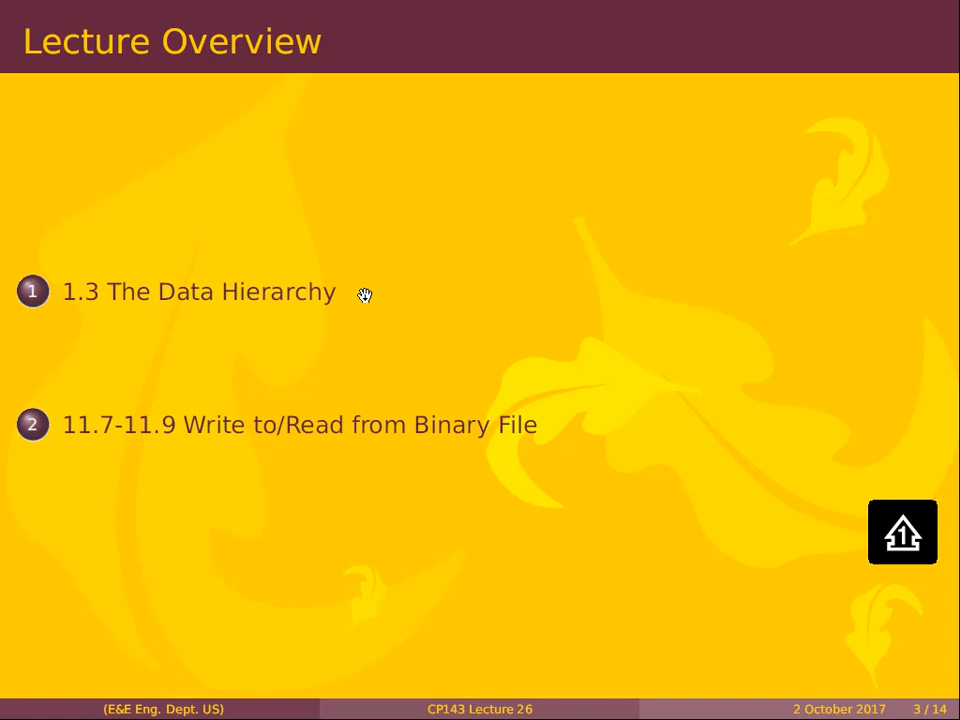 Lecture Overview
1 1.3 The Data Hierarchy
2 11.7-11.9 Write to/Read from Binary File
1
(E&E Eng. Dept. US) CP143 Lecture 26 2 October 2017 3 / 14